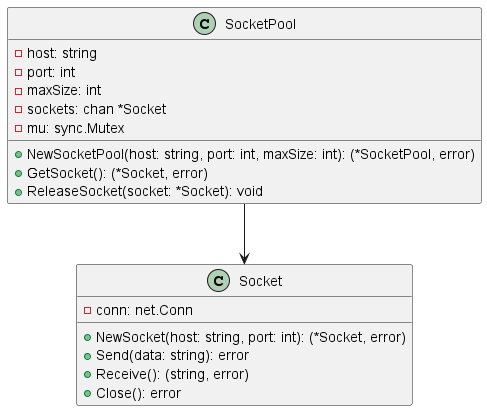 C SocketPool
host: string
port: int
maxSize: int
sockets: chan *Socket
mu: sync.Mutex
NewSocketPool(host: string, port: int, maxSize: int): (*SocketPool, error)
GetSocket(): (*Socket, error)
ReleaseSocket(socket: *Socket): void
C Socket
conn: net.Conn
NewSocket(host: string, port: int): (*Socket, error)
Send(data: string): error
Receive(): (string, error)
Close(): error